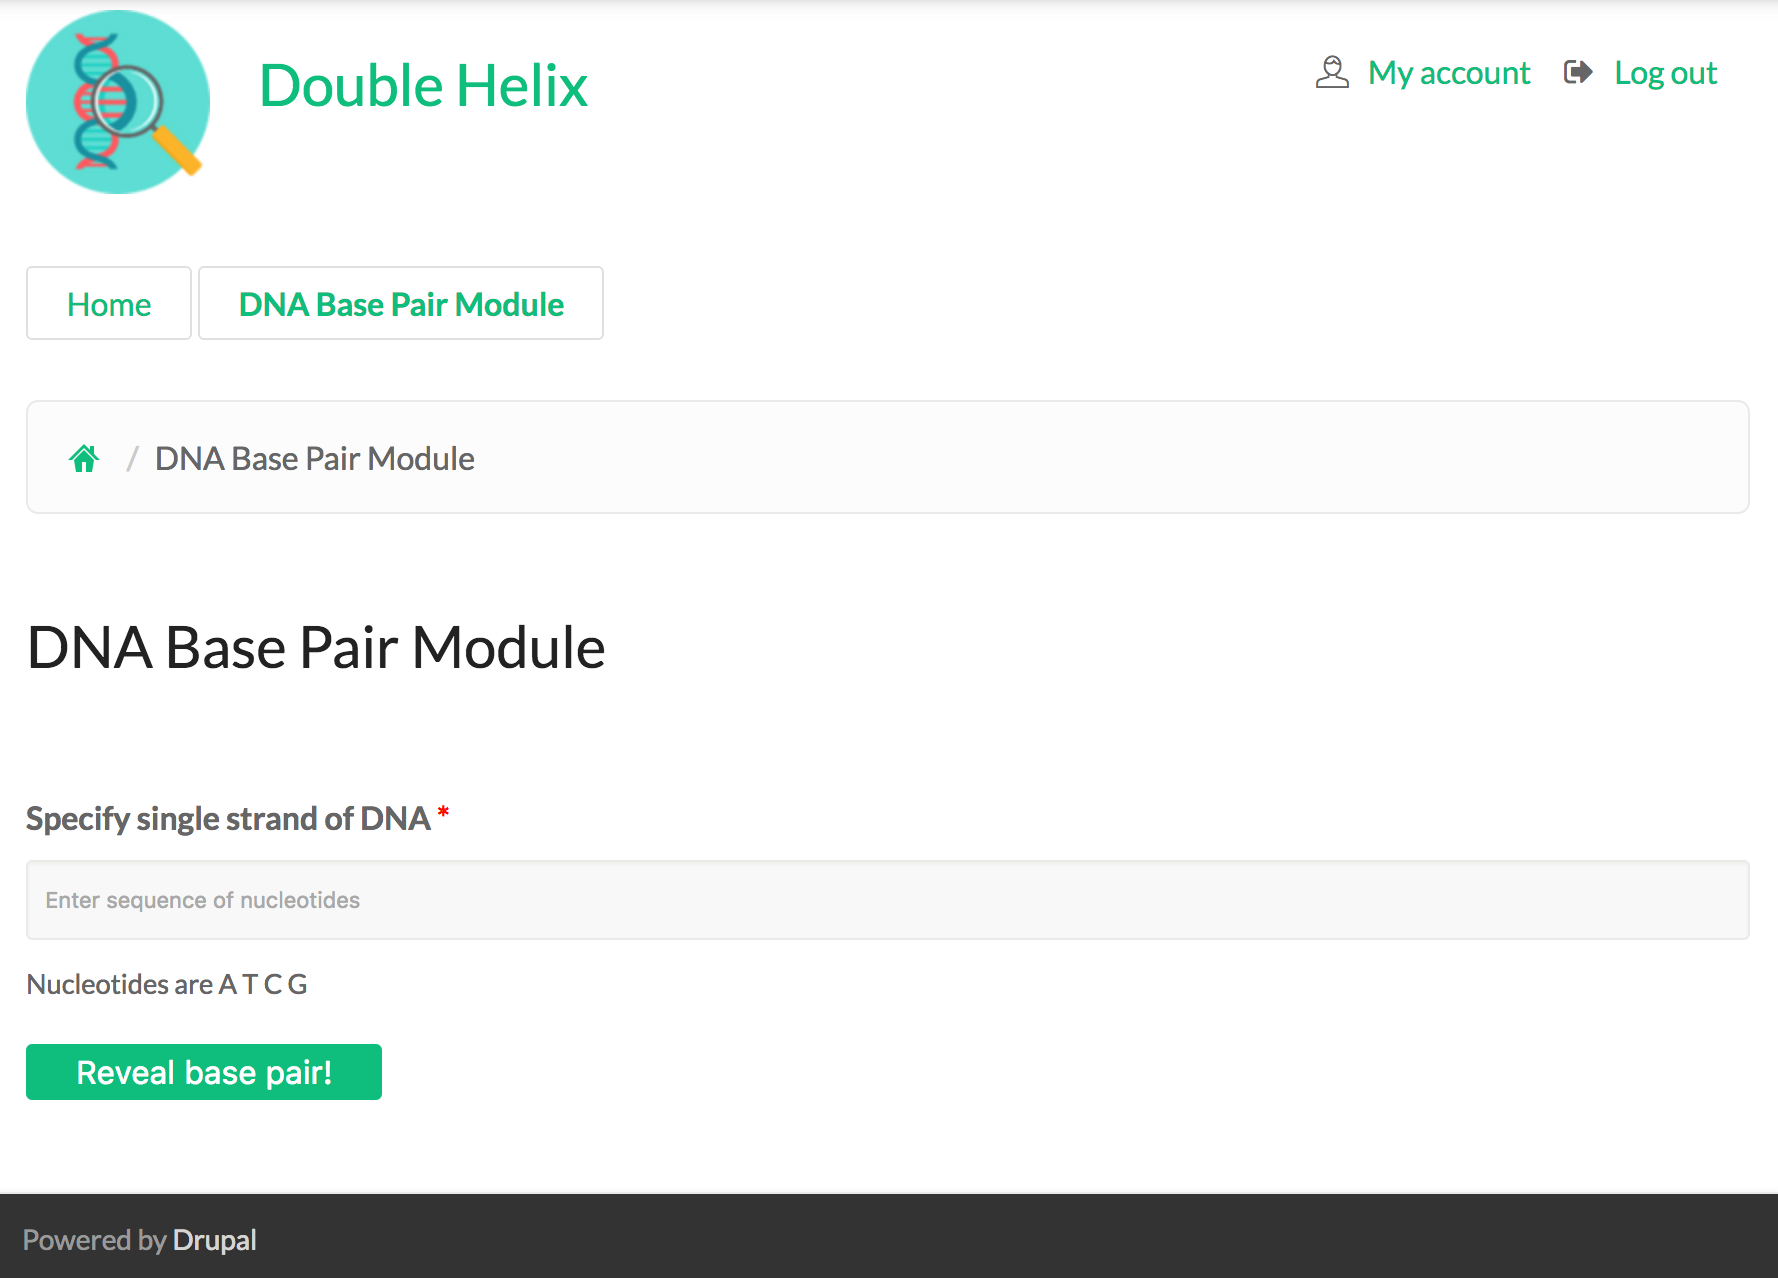 Double Helix
My account
Log out
Home
DNA Base Pair Module
/ DNA Base Pair Module
DNA Base Pair Module
Specify single strand of DNA *
Enter sequence of nucleotides
Nucleotides are A T C G
Reveal base pair!
Powered by Drupal